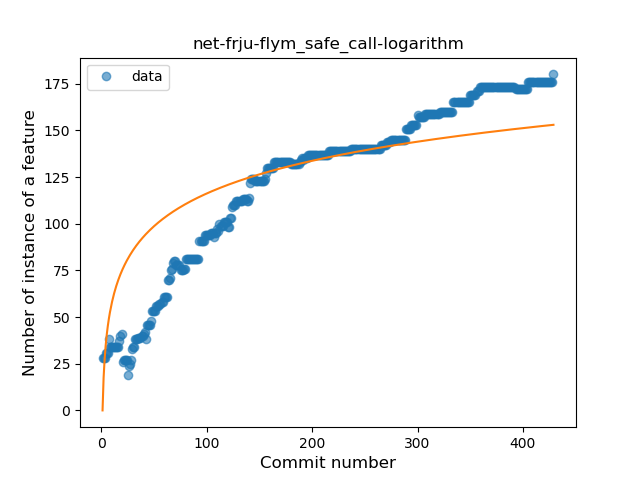 net-frju-flym_safe_call-logarithm
data
Number of instance of a feature
175
150
125
100
75
50
25
0
0 100 200 300 400
Commit number